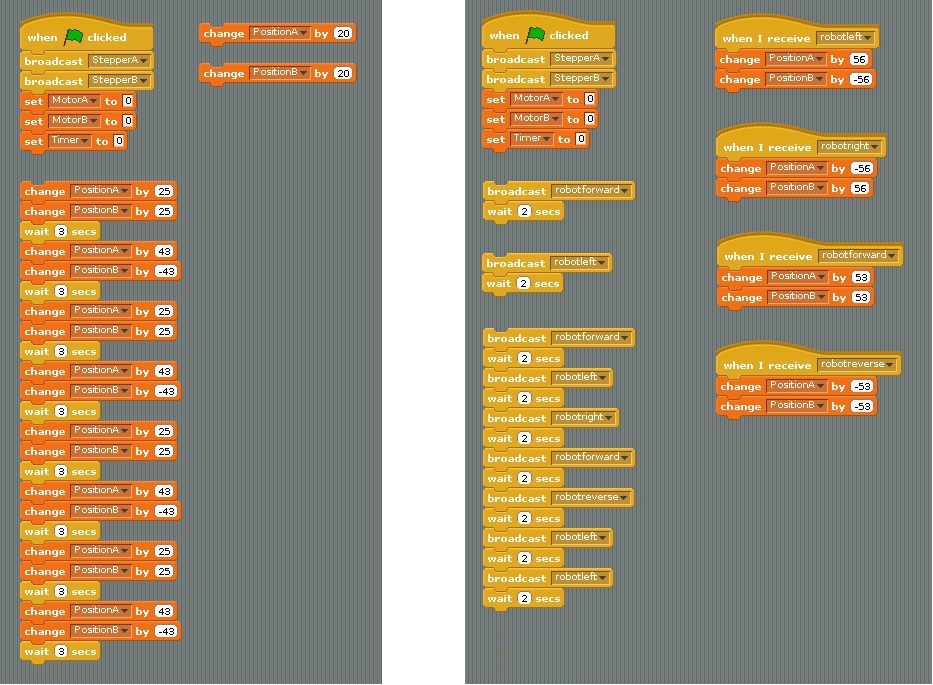 when clicked
broadcast StepperA
broadcast StepperB
set MotorA to 0
set MotorB to 0
set Timer to 0
change PositionA by 25
change PositionB by 25
wait 3 secs
change PositionA by 43
change PositionB by -43
wait 3 secs
change PositionA by 25
change PositionB by 25
wait 3 secs
change PositionA by 43
change PositionB by -43
wait 3 secs
change PositionA by 25
change PositionB by 25
wait 3 secs
change PositionA by 43
change PositionB by -43
wait 3 secs
change PositionA by 25
change PositionB by 25
wait 3 secs
change PositionA by 43
change PositionB by -43
wait 3 secs
change PositionA by 20
change PositionB by 20
when clicked
broadcast StepperA
broadcast StepperB
set MotorA to 0
set MotorB to 0
set Timer to 0
broadcast robotforward
wait 2 secs
broadcast robotleft
wait 2 secs
broadcast robotforward
wait 2 secs
broadcast robotleft
wait 2 secs
broadcast robotright
wait 2 secs
broadcast robotforward
wait 2 secs
broadcast robotreverse
wait 2 secs
broadcast robotleft
wait 2 secs
broadcast robotleft
wait 2 secs
when I receive robotleft
change PositionA by 56
change PositionB by -56
when I receive robotright
change PositionA by -56
change PositionB by 56
when I receive robotforward
change PositionA by 53
change PositionB by 53
when I receive robotreverse
change PositionA by -53
change PositionB by -53